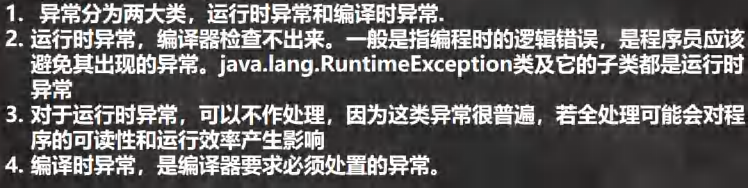 1. 异常分为两大类，运行时异常和编译时异常.
2. 运行时异常，编译器检查不出来。一般是指编程时的逻辑错误，是程序员应该
避免其出现的异常。java.lang.RuntimeException类及它的子类都是运行时
异常
3. 对于运行时异常，可以不作处理，因为这类异常很普遍，若全处理可能会对程
序的可读性和运行效率产生影响
4. 编译时异常，是编译器要求必须处置的异常。